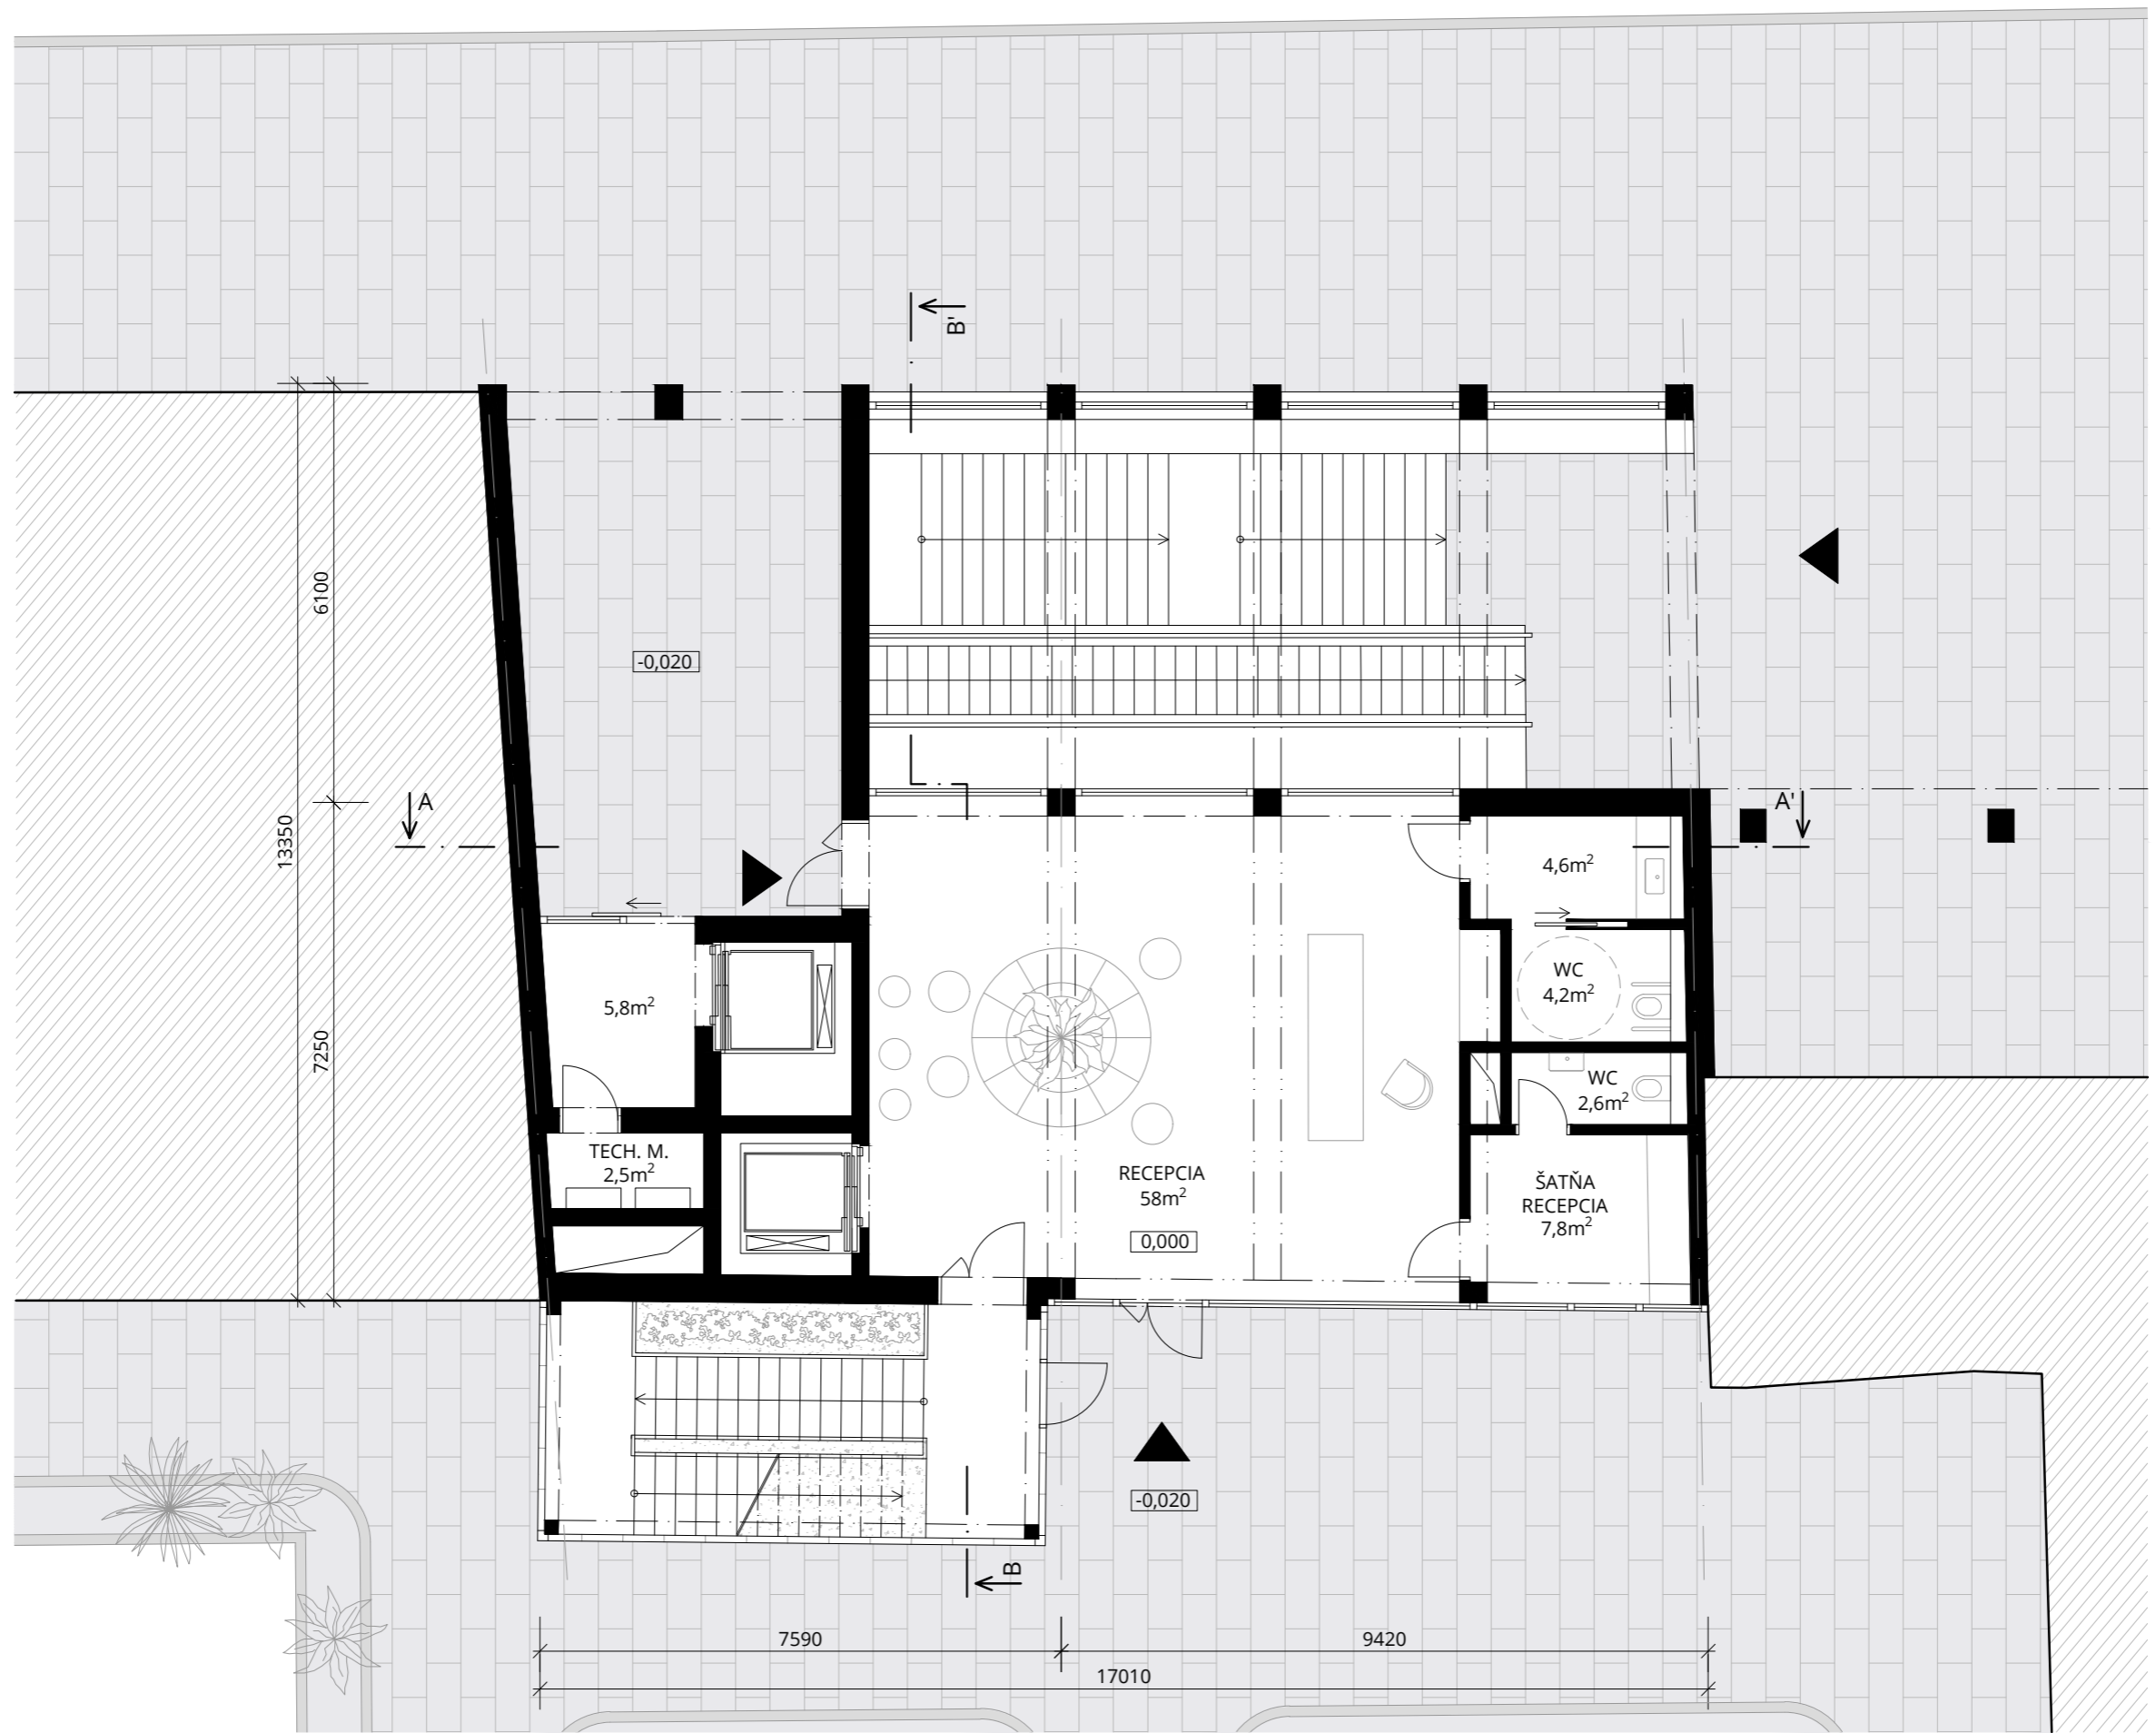 B'
6100
-0,020
A
A'
13350
4,6m²
WC
4,2m²
5,8m²
7250
WC
2,6m²
TECH. M.
2,5m²
RECEPCIA
58m²
ŠATŇA
RECEPCIA
7,8m²
0,000
-0,020
B
7590
9420
17010